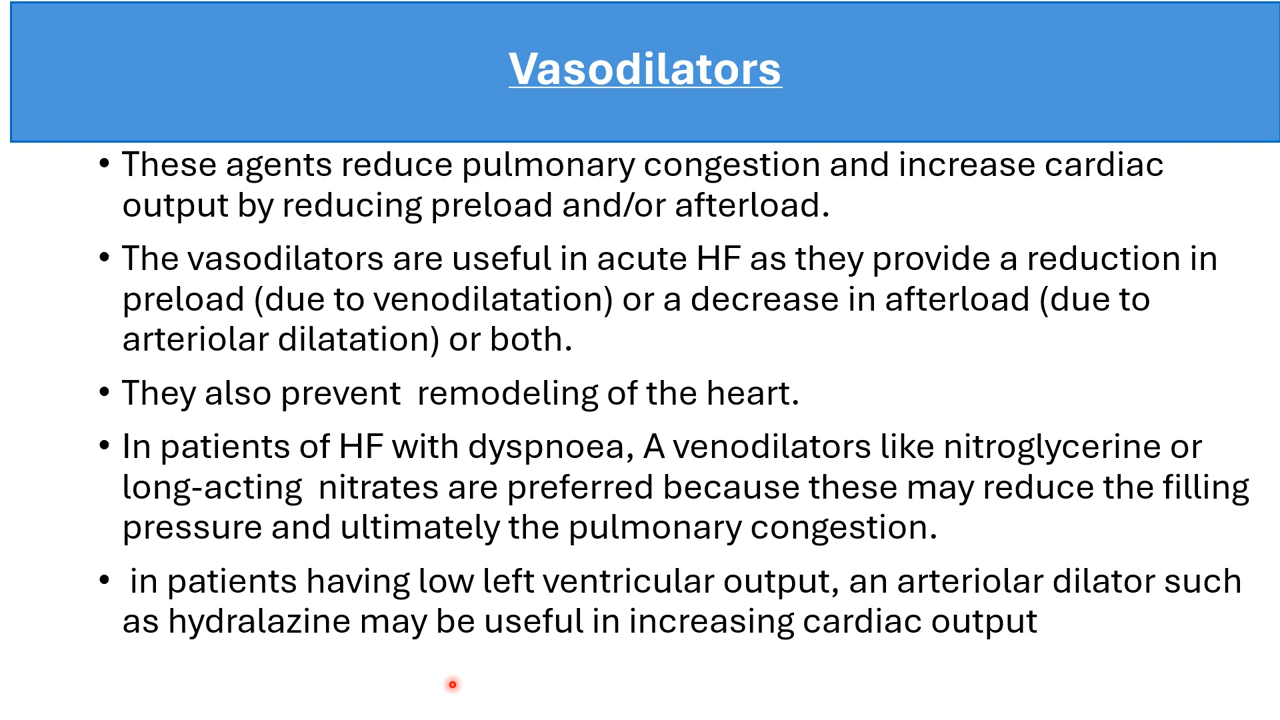 Vasodilators
• These agents reduce pulmonary congestion and increase cardiac
output by reducing preload and/or afterload.
• The vasodilators are useful in acute HF as they provide a reduction in
preload (due to venodilatation) or a decrease in afterload (due to
arteriolar dilatation) or both.
• They also prevent  remodeling of the heart.
• In patients of HF with dyspnoea, A venodilators like nitroglycerine or
long-acting  nitrates are preferred because these may reduce the filling
pressure and ultimately the pulmonary congestion.
•  in patients having low left ventricular output, an arteriolar dilator such
as hydralazine may be useful in increasing cardiac output